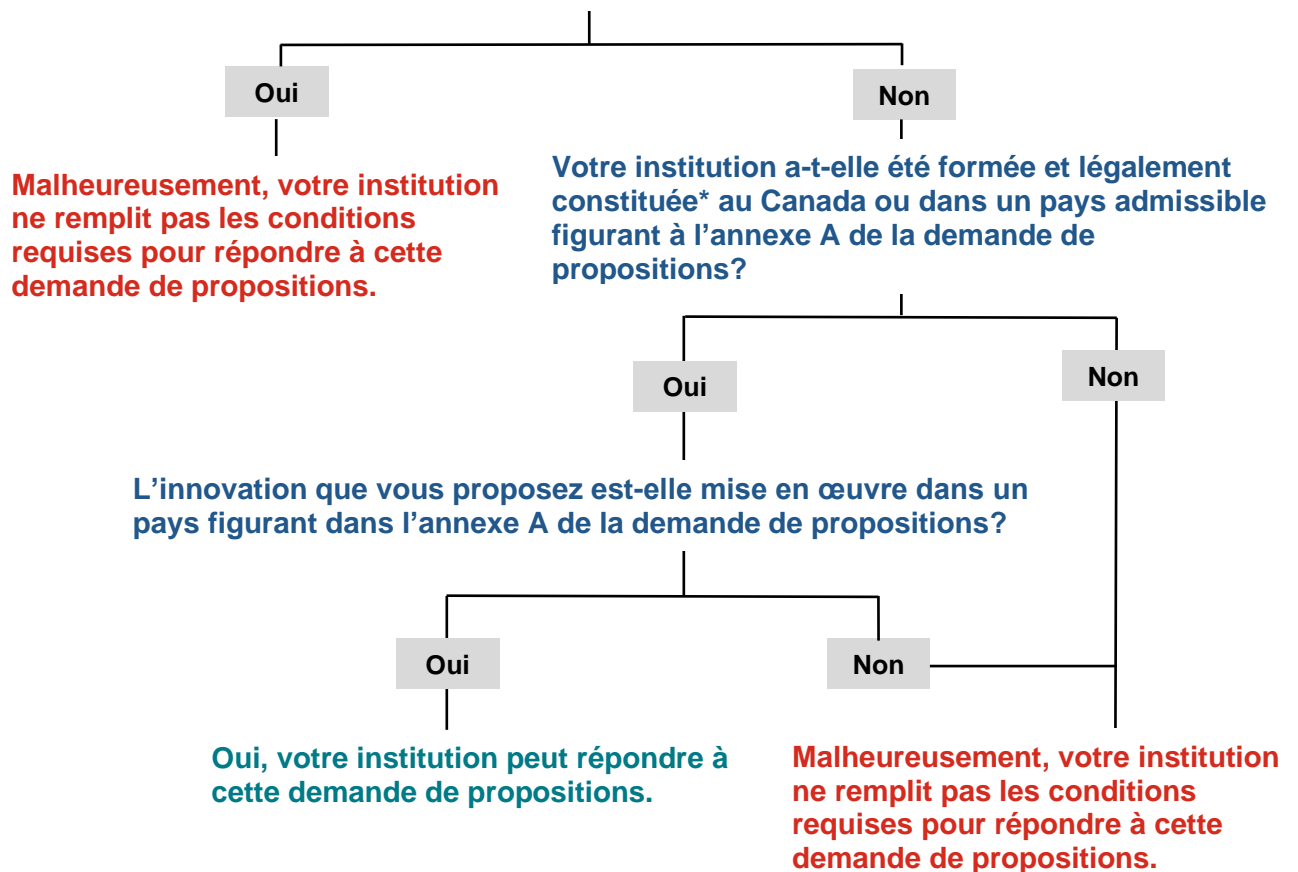 Oui
Non
Malheureusement, votre institution
ne remplit pas les conditions
requises pour répondre à cette
demande de propositions.
Votre institution a-t-elle été formée et légalement
constituée* au Canada ou dans un pays admissible
figurant à l’annexe A de la demande de
propositions?
Oui
Non
L’innovation que vous proposez est-elle mise en œuvre dans un
pays figurant dans l’annexe A de la demande de propositions?
Oui
Non
Oui, votre institution peut répondre à
cette demande de propositions.
Malheureusement, votre institution
ne remplit pas les conditions
requises pour répondre à cette
demande de propositions.